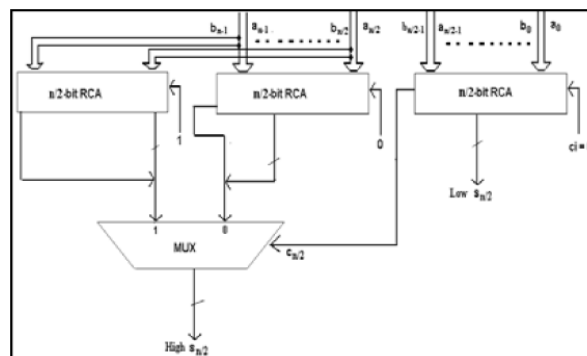 bn-1 an-1 bn/2 an/2 bn/2-1 an/2-1 b0 a0
n/2-bit RCA n/2-bit RCA n/2-bit RCA
1 0 ci =
Low sn/2
1 0
MUX cn/2
High sn/2